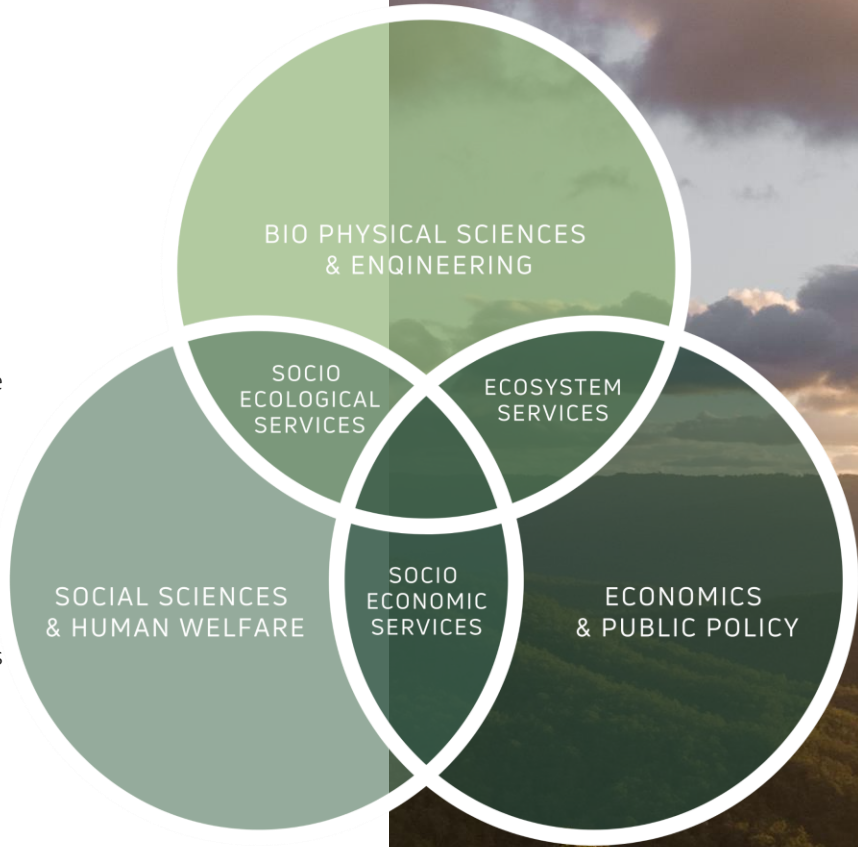 BIO PHYSICAL SCIENCES
& ENQINEERING
SOCIO
ECOLOGICAL
SERVICES
ECOSYSTEM
SERVICES
e
SOCIAL SCIENCES
& HUMAN WELFARE
SOCIO
ECONOMIC
SERVICES
ECONOMICS
& PUBLIC POLICY
s